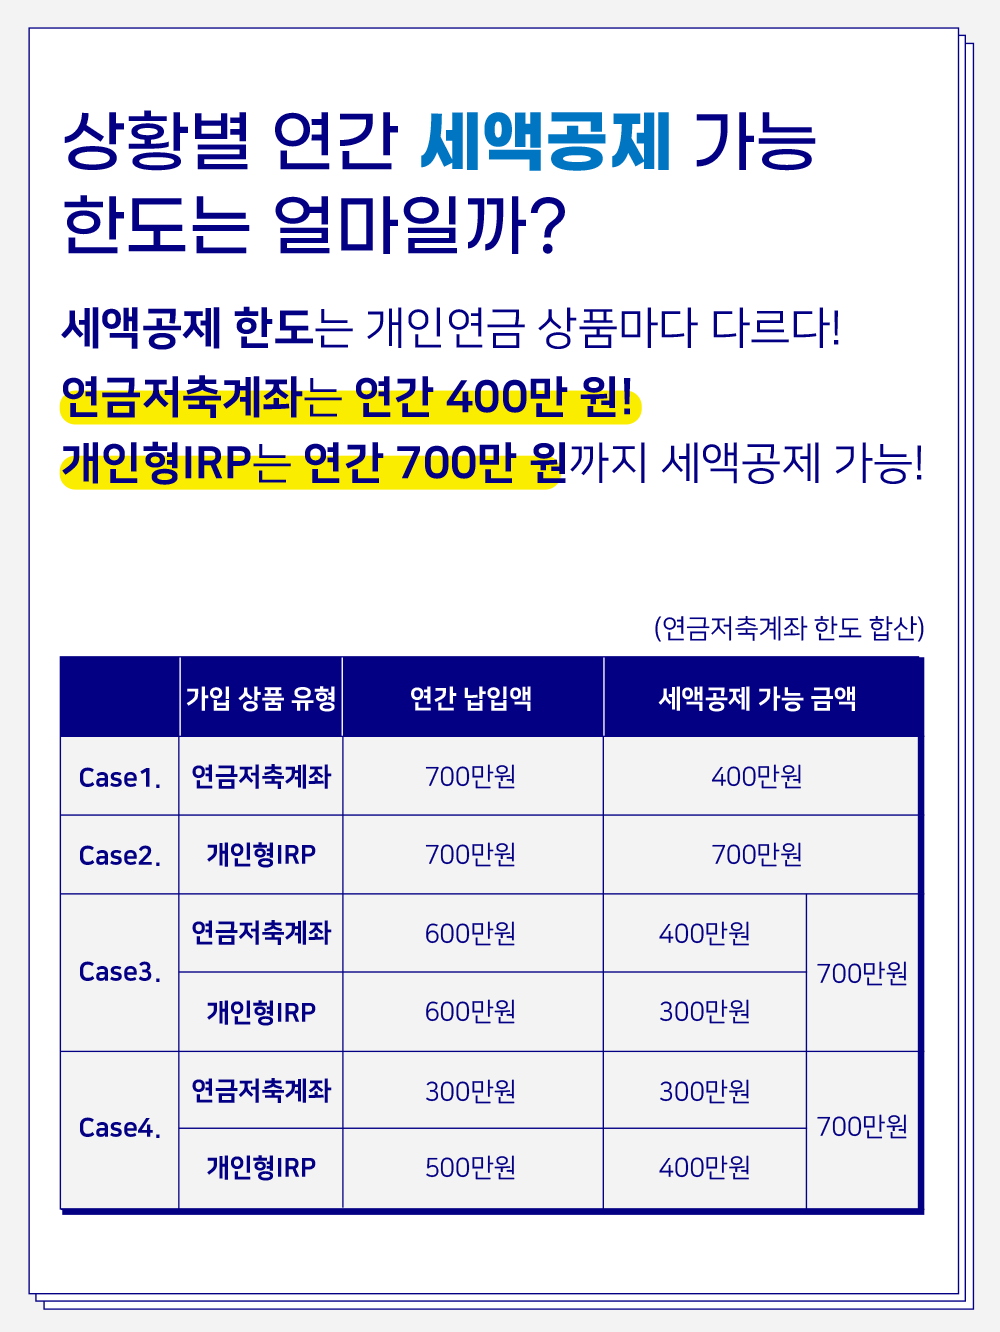 상황별 연간 세액공제 가능
한도는 얼마일까?
세액공제 한도는 개인연금 상품마다 다르다!
연금저축계좌는 연간 400만 원!
개인형IRP는 연간 700만 원까지 세액공제 가능!
(연금저축계좌 한도 합산)
가입 상품 유형 연간 납입액 세액공제 가능 금액
Case1. 연금저축계좌 700만원 400만원
Case2. 개인형IRP 700만원 700만원
Case3. 연금저축계좌 600만원 400만원 700만원
개인형IRP 600만원 300만원
Case4. 연금저축계좌 300만원 300만원 700만원
개인형IRP 500만원 400만원